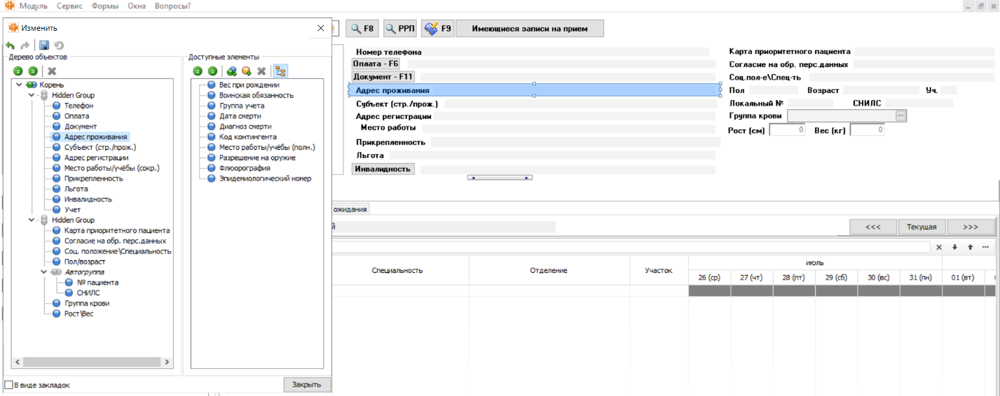 Модуль Сервис Формы Окна Вопросы?
Изменить
Дерево объектов
Корень
Hidden Group
Телефон
Оплата
Документ
Адрес проживания
Субъект (стр./прож.)
Адрес регистрации
Место работы/учёбы (сокр.)
Прикрепленность
Льгота
Инвалидность
Учет
Hidden Group
Карта приоритетного пациента
Согласие на обр. перс.данных
Соц. положение\Специальность
Пол/возраст
Автогруппа
№ пациента
СНИЛС
Группа крови
Рост\Вес
В виде закладок
Доступные элементы
Вес при рождении
Воинская обязанность
Группа учета
Дата смерти
Диагноз смерти
Код контингента
Место работы/учёбы (полн.)
Разрешение на оружие
Флюорография
Эпидемиологический номер
Закрыть
F8 РРП F9 Имеющиеся записи на прием
Номер телефона
Оплата - F6
Документ - F11
Адрес проживания
Субъект (стр./прож.)
Адрес регистрации
Место работы
Прикрепленность
Льгота
Инвалидность
Карта приоритетного пациента
Согласие на обр. перс.данных
Соц.пол-е\Спец-ть
Пол Возраст Уч.
Локальный № СНИЛС
Группа крови ...
Рост (см) 0 Вес (кг) 0
ожидания
й <<< Текущая >>>
Специальность Отделение Участок июль
26 (ср) 27 (чт) 28 (пт) 29 (сб) 30 (вс) 31 (пн) 01 (вт)